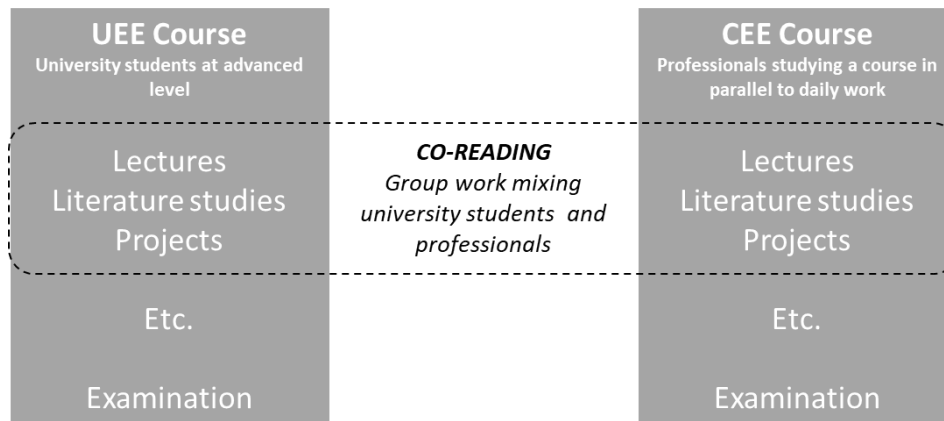 UEE Course
University students at advanced
level
Lectures
Literature studies
Projects
Etc.
Examination
CO-READING
Group work mixing
university students and
professionals
CEE Course
Professionals studying a course in
parallel to daily work
Lectures
Literature studies
Projects
Etc.
Examination